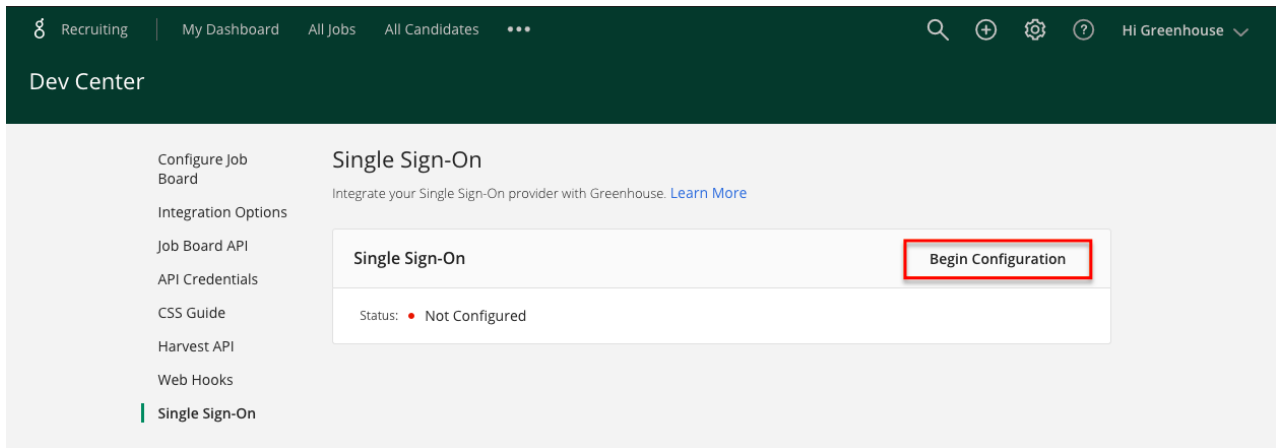 Recruiting My Dashboard All Jobs All Candidates ••• Hi Greenhouse
Dev Center
Configure Job
Board
Integration Options
Job Board API
API Credentials
CSS Guide
Harvest API
Web Hooks
Single Sign-On
Single Sign-On
Integrate your Single Sign-On provider with Greenhouse. Learn More
Single Sign-On Begin Configuration
Status: • Not Configured